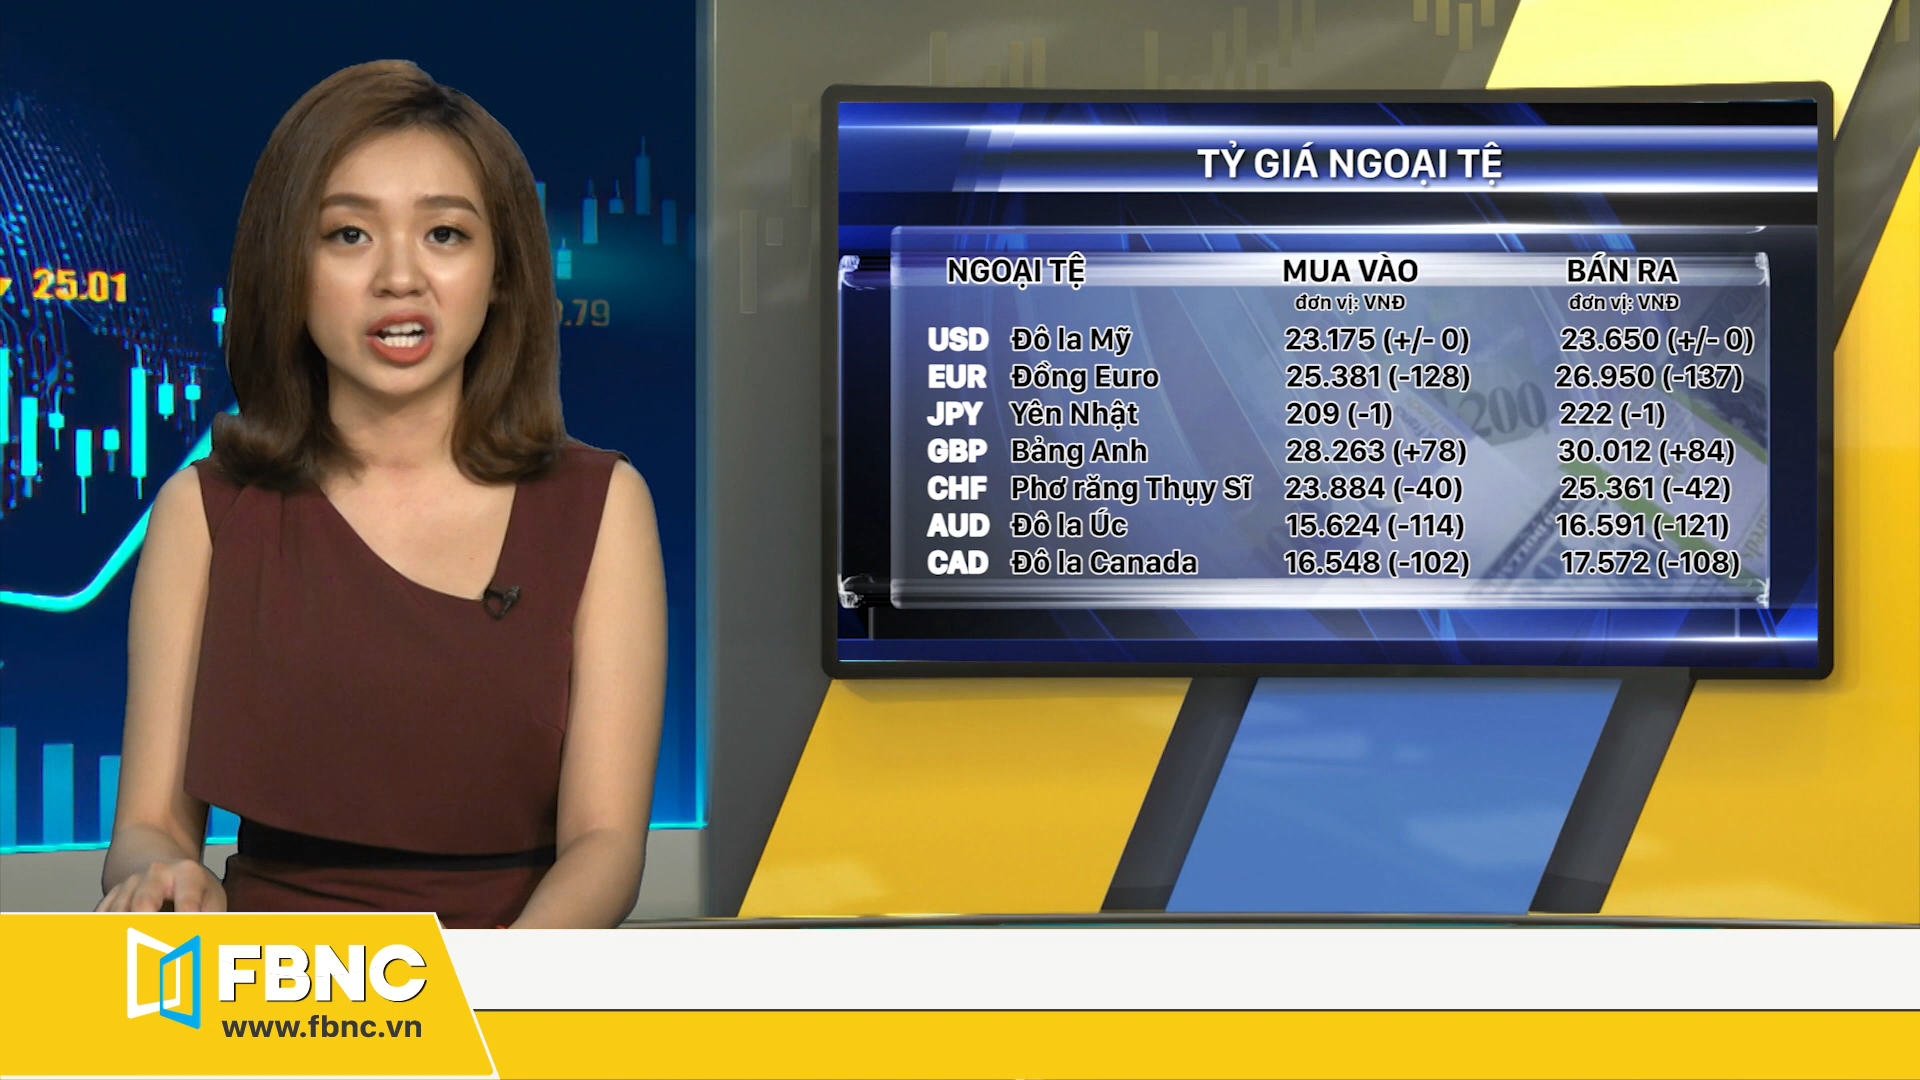 25.01
TỶ GIÁ NGOẠI TỆ
NGOẠI TỆ MUA VÀO BÁN RA
đơn vị: VNĐ đơn vị: VNĐ
USD Đô la Mỹ 23.175 (+/- 0) 23.650 (+/- 0)
EUR Đồng Euro 25.381 (-128) 26.950 (-137)
JPY Yên Nhật 209 (-1) 222 (-1)
GBP Bảng Anh 28.263 (+78) 30.012 (+84)
CHF Phơ răng Thụy Sĩ 23.884 (-40) 25.361 (-42)
AUD Đô la Úc 15.624 (-114) 16.591 (-121)
CAD Đô la Canada 16.548 (-102) 17.572 (-108)
200
FBNC
www.fbnc.vn